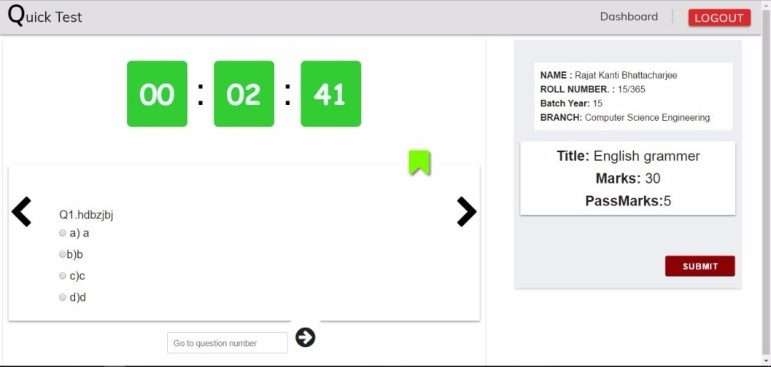 Quick Test
Dashboard
LOGOUT
00 : 02 : 41
Q1.hdbzjbj
a) a
b)b
c)c
d)d
Go to question number
NAME : Rajat Kanti Bhattacharjee
ROLL NUMBER. : 15/365
Batch Year: 15
BRANCH: Computer Science Engineering
Title: English grammer
Marks: 30
PassMarks:5
SUBMIT